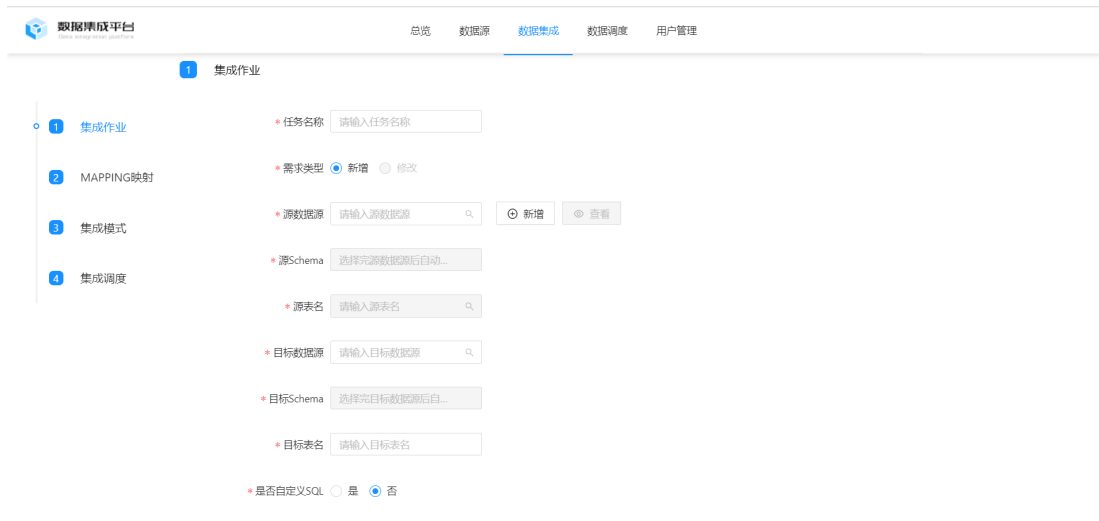 数据集成平台
Data integration platform
总览 数据源 数据集成 数据调度 用户管理
1 集成作业
1 集成作业
2 MAPPING映射
3 集成模式
4 集成调度
* 任务名称 请输入任务名称
* 需求类型 新增 修改
* 源数据源 请输入源数据源 新增 查看
* 源Schema 选择完源数据源后自动...
* 源表名 请输入源表名
* 目标数据源 请输入目标数据源
* 目标Schema 选择完目标数据源后自...
* 目标表名 请输入目标表名
* 是否自定义SQL 是 否